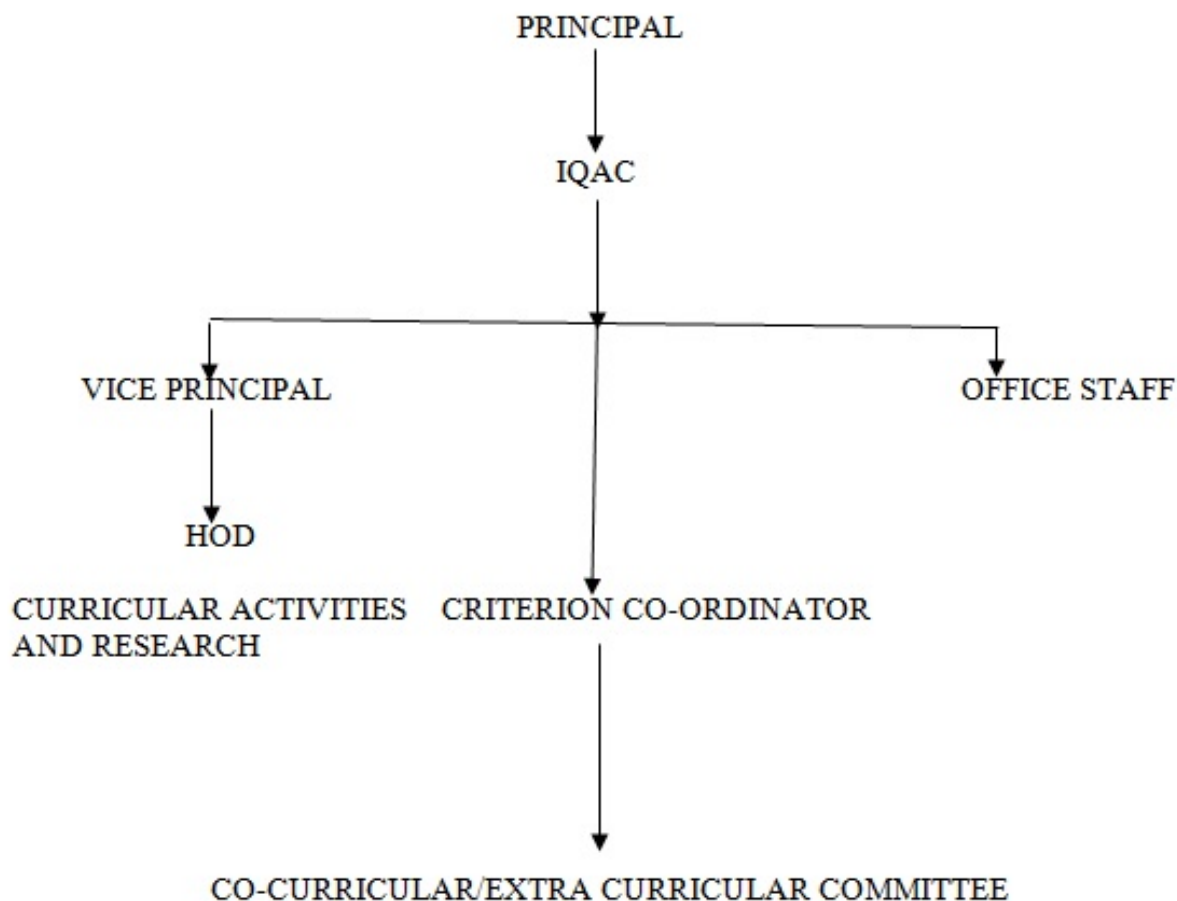 PRINCIPAL
IQAC
VICE PRINCIPAL
OFFICE STAFF
HOD
CURRICULAR ACTIVITIES
AND RESEARCH
CRITERION CO-ORDINATOR
CO-CURRICULAR/EXTRA CURRICULAR COMMITTEE